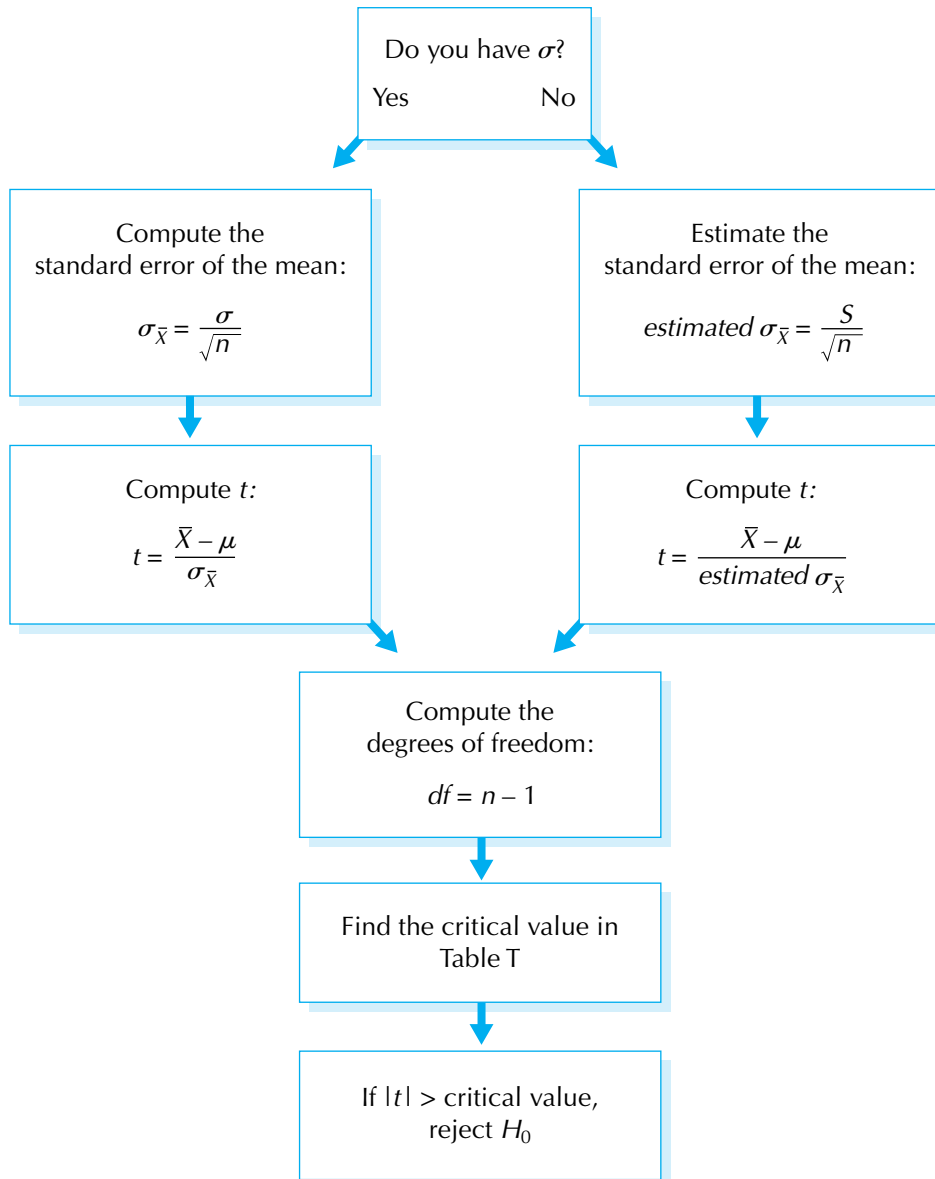 Do you have σ?
Yes No
Compute the
standard error of the mean:
σ_X̄ = σ/√n
Estimate the
standard error of the mean:
estimated σ_X̄ = S/√n
Compute t:
t = (X̄ – μ)/σ_X̄
Compute t:
t = (X̄ – μ)/(estimated σ_X̄)
Compute the
degrees of freedom:
df = n – 1
Find the critical value in
Table T
If |t| > critical value,
reject H₀